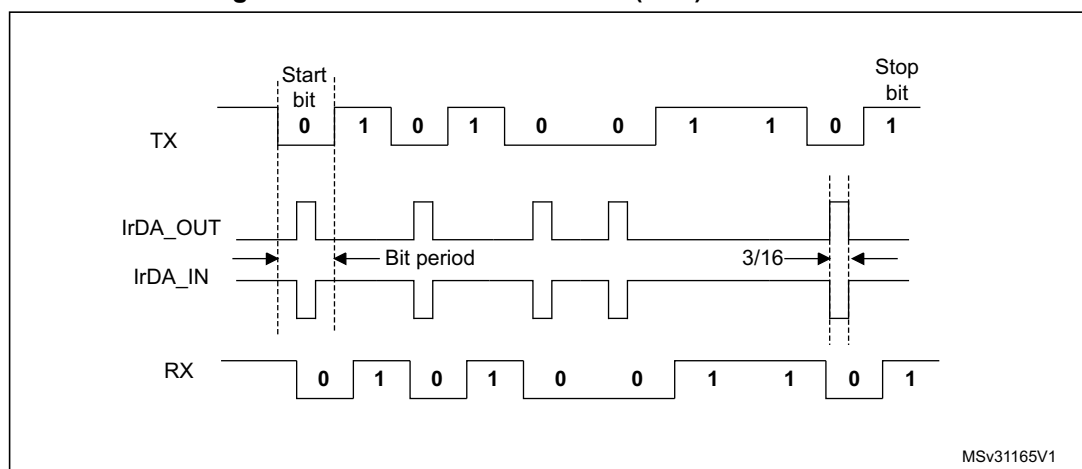 Start
bit
Stop
bit
TX
0 1 0 1 0 0 1 1 0 1
IrDA_OUT
Bit period
3/16
IrDA_IN
RX
0 1 0 1 0 0 1 1 0 1
MSv31165V1